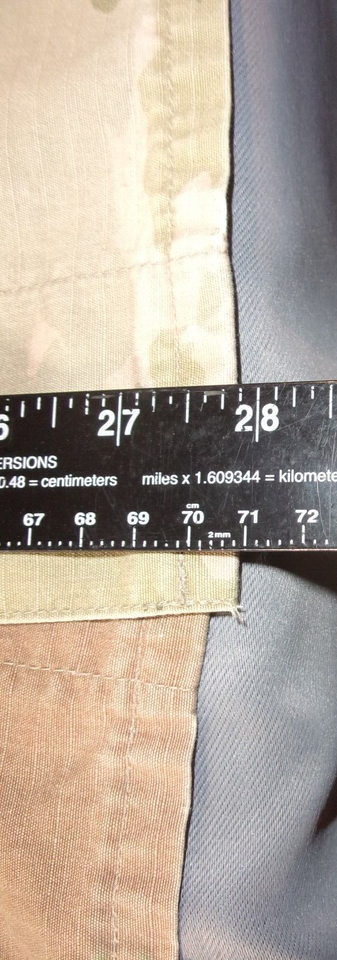 6 27 28
ERSIONS
0.48 = centimeters miles x 1.609344 = kilomete
cm
67 68 69 70 71 72
2mm